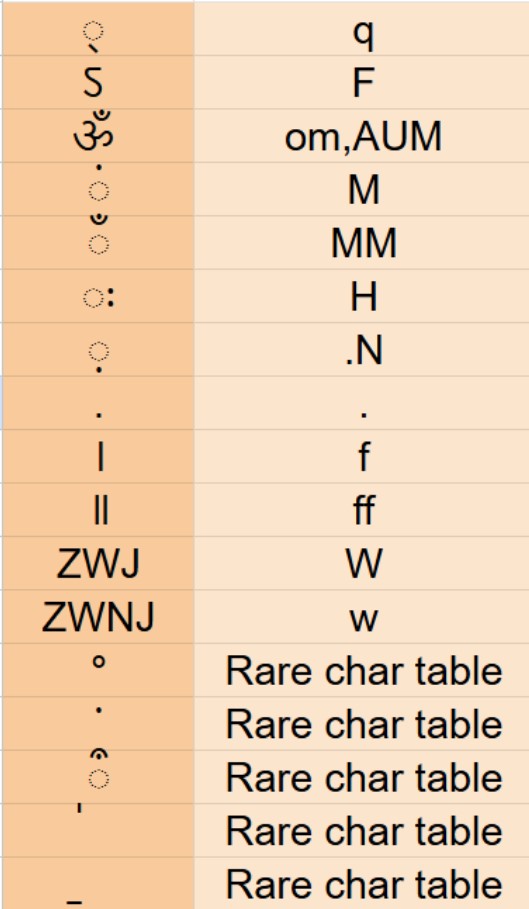 ◌् q
ऽ F
ॐ om,AUM
◌ं M
◌ँ MM
◌ः H
◌़ .N
. .
। f
॥ ff
ZWJ W
ZWNJ w
° Rare char table
˙ Rare char table
◌ऀ Rare char table
◌॑ Rare char table
◌॒ Rare char table